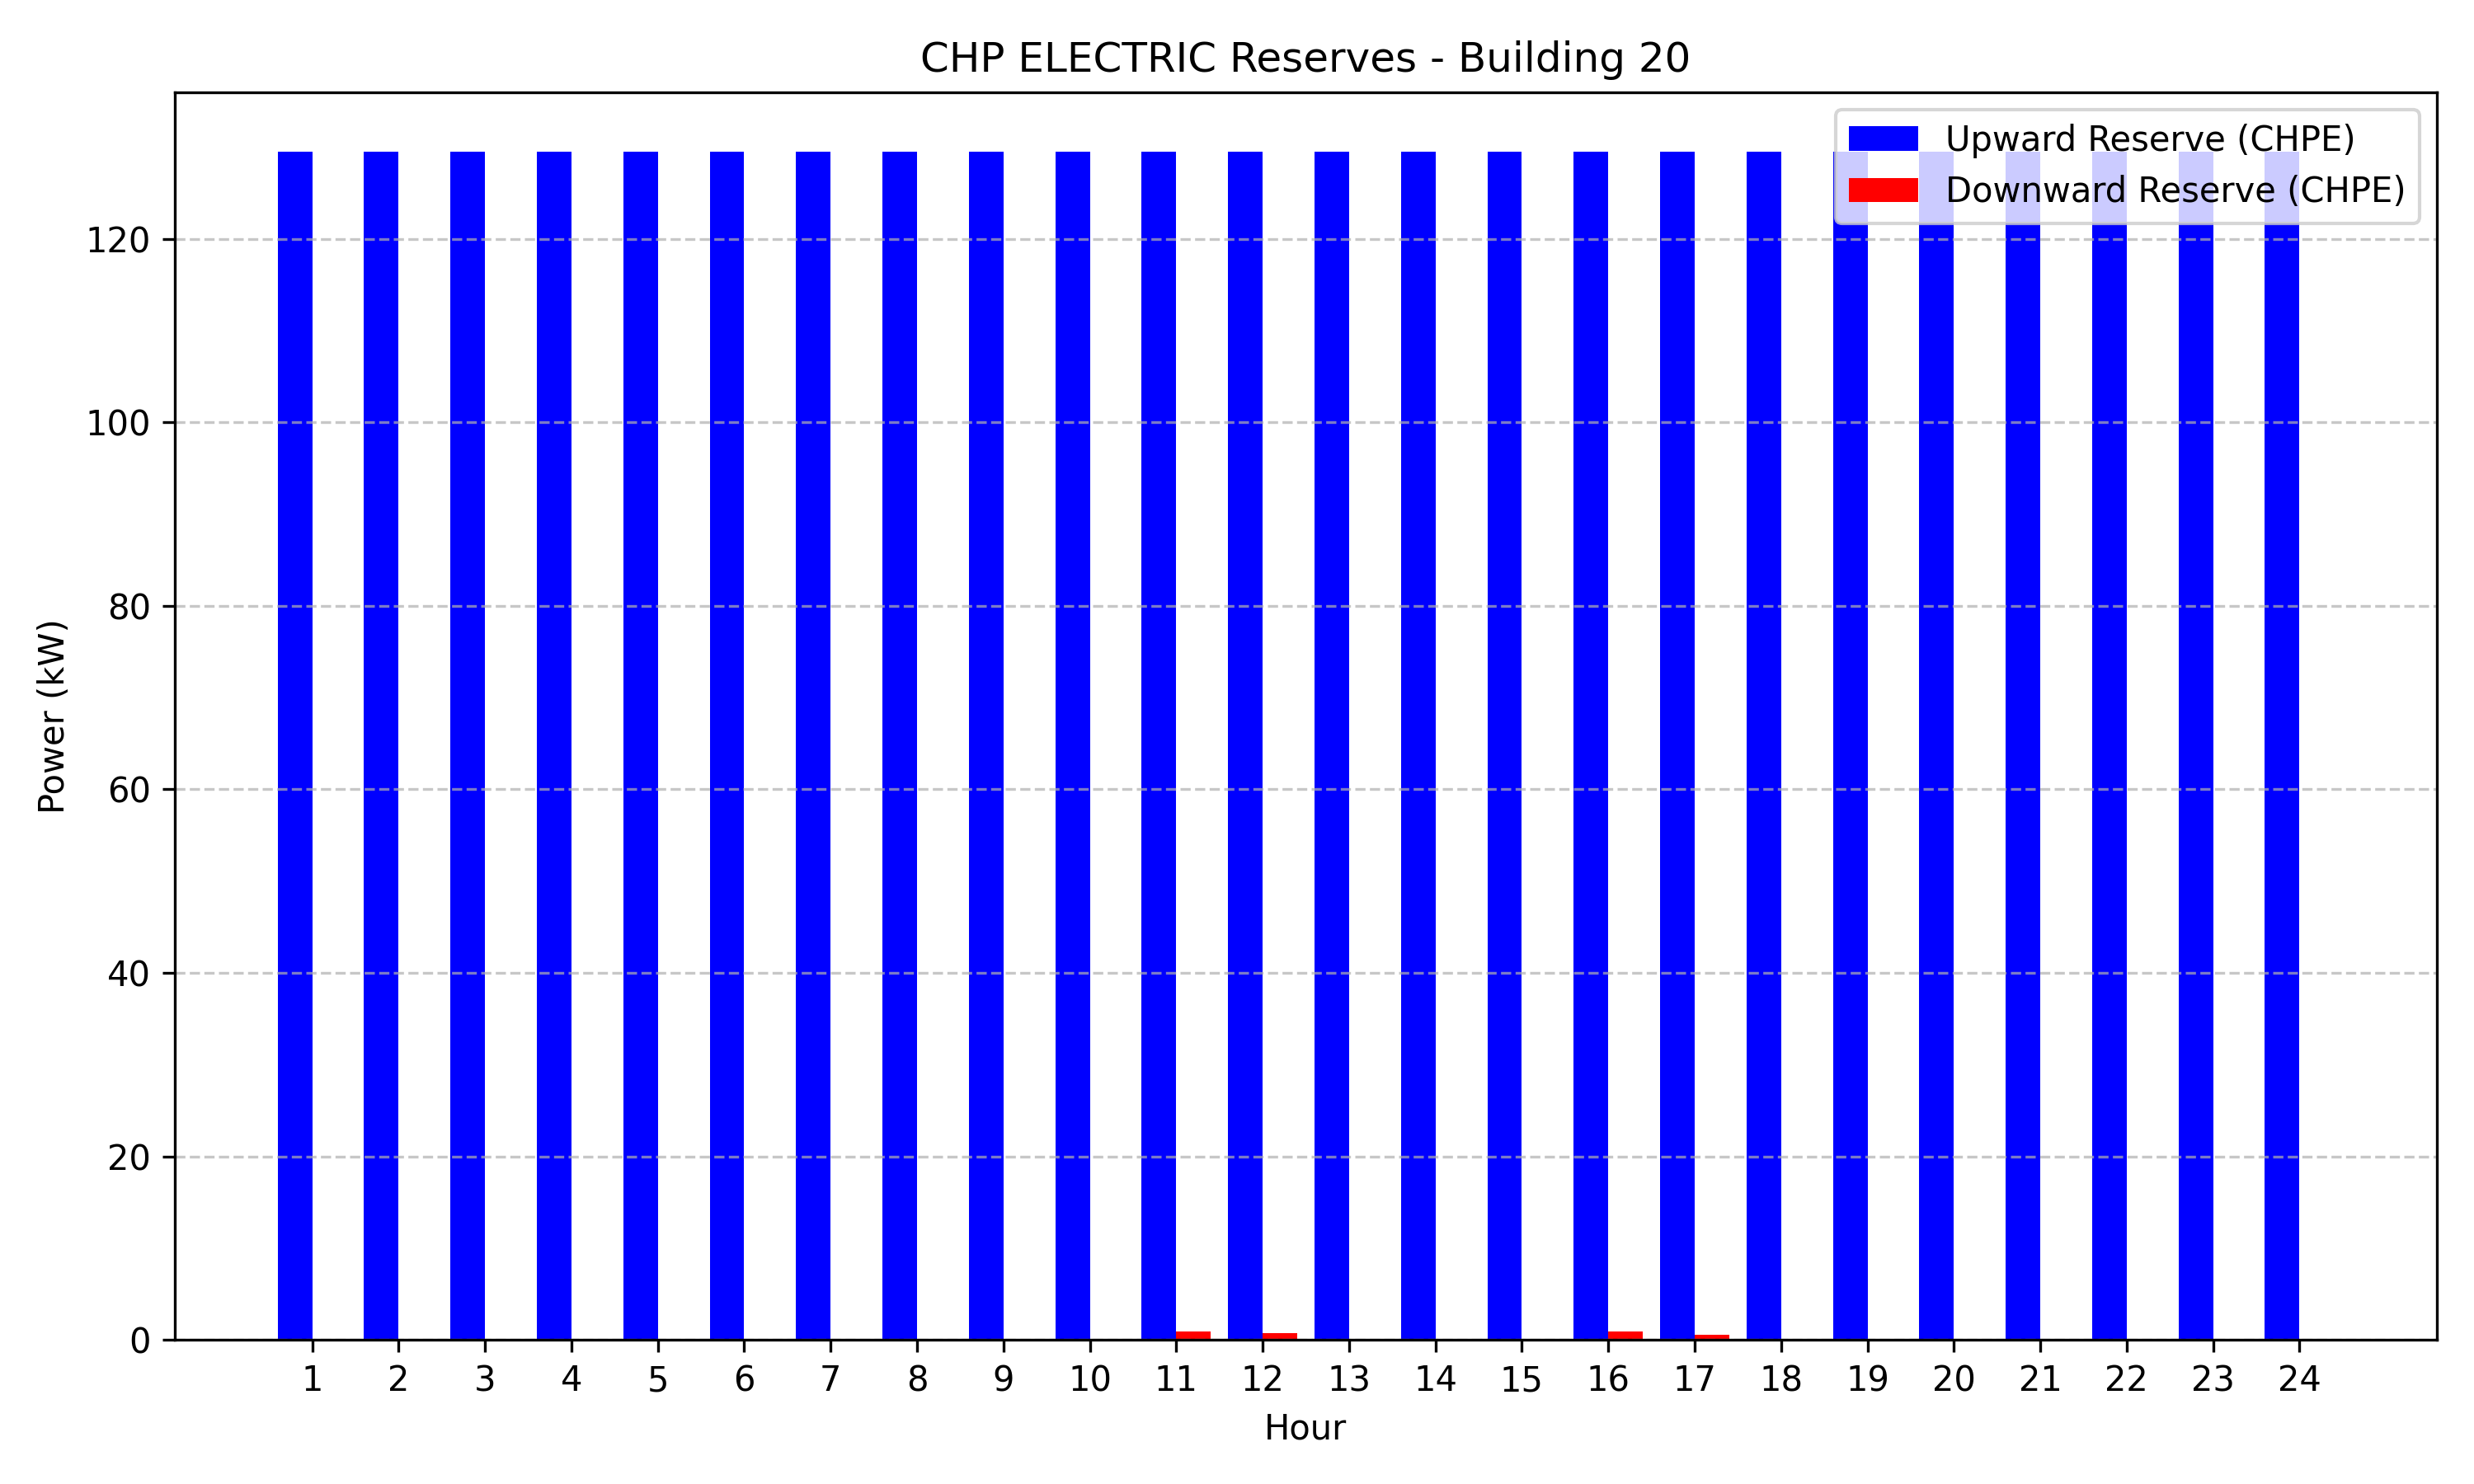 CHP ELECTRIC Reserves - Building 20
Upward Reserve (CHPE)
Downward Reserve (CHPE)
Power (kW)
120
100
80
60
40
20
0
1 2 3 4 5 6 7 8 9 10 11 12 13 14 15 16 17 18 19 20 21 22 23 24
Hour